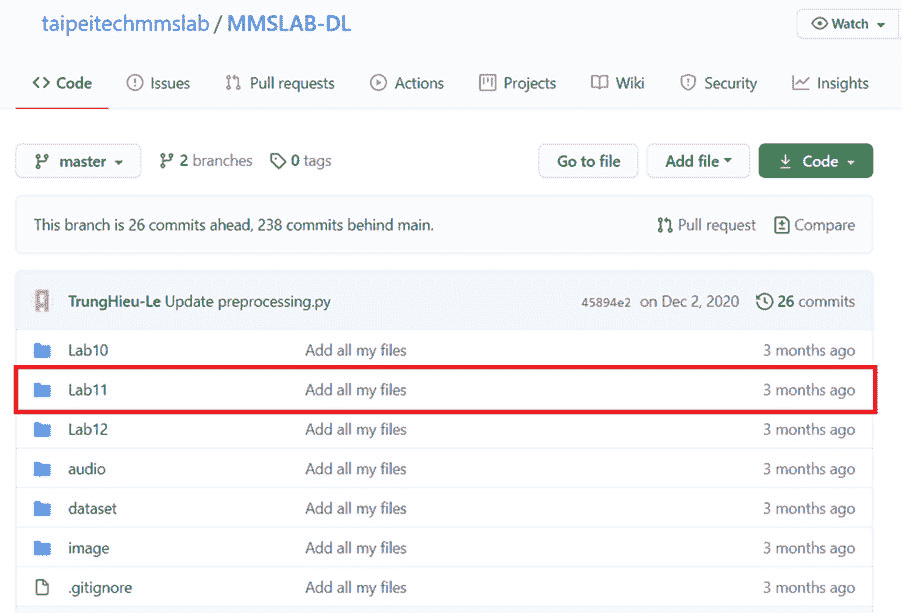 taipeitechmmslab / MMSLAB-DL
Watch
Code Issues Pull requests Actions Projects Wiki Security Insights
master 2 branches 0 tags Go to file Add file Code
This branch is 26 commits ahead, 238 commits behind main. Pull request Compare
TrungHieu-Le Update preprocessing.py 45894e2 on Dec 2, 2020 26 commits
Lab10 Add all my files 3 months ago
Lab11 Add all my files 3 months ago
Lab12 Add all my files 3 months ago
audio Add all my files 3 months ago
dataset Add all my files 3 months ago
image Add all my files 3 months ago
.gitignore Add all my files 3 months ago